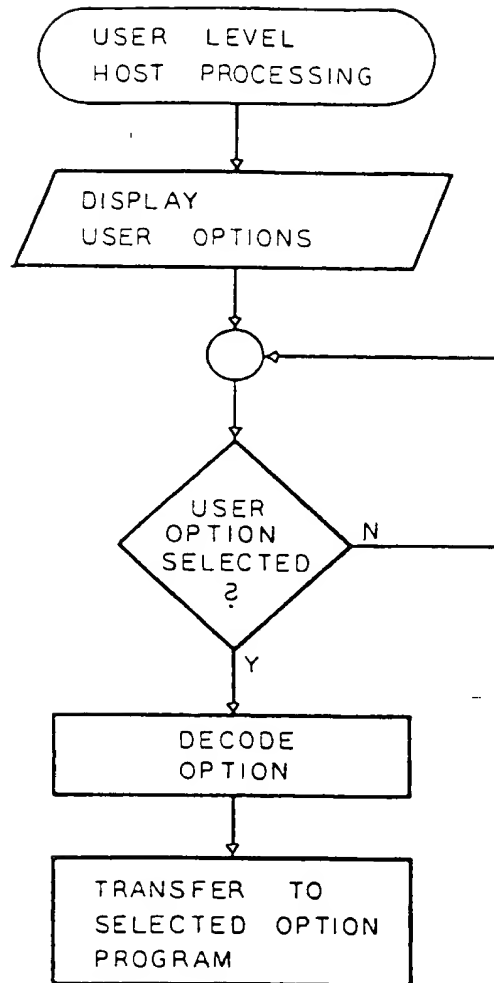 USER LEVEL
HOST PROCESSING
DISPLAY
USER OPTIONS
USER
OPTION
SELECTED
?
N
Y
DECODE
OPTION
TRANSFER TO
SELECTED OPTION
PROGRAM